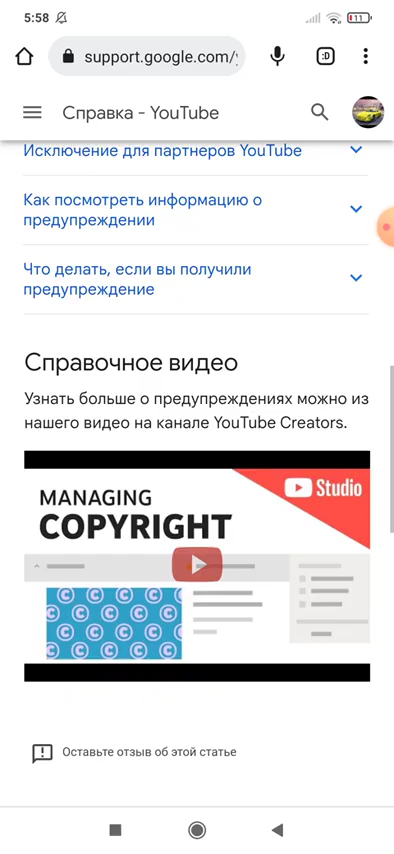 5:58
11
support.google.com/y
:D
Справка - YouTube
Исключение для партнеров YouTube
Как посмотреть информацию о
предупреждении
Что делать, если вы получили
предупреждение
Справочное видео
Узнать больше о предупреждениях можно из
нашего видео на канале YouTube Creators.
Studio
MANAGING
COPYRIGHT
Оставьте отзыв об этой статье